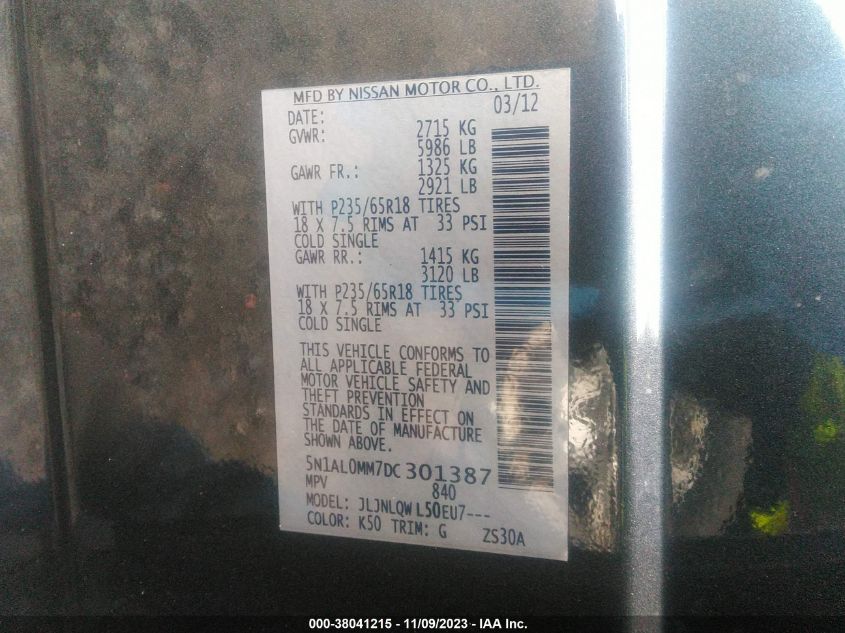 MFD BY NISSAN MOTOR CO., LTD.
DATE: 03/12
GVWR: 2715 KG
5986 LB
GAWR FR.: 1325 KG
2921 LB
WITH P235/65R18 TIRES
18 X 7.5 RIMS AT 33 PSI
COLD SINGLE
GAWR RR.: 1415 KG
3120 LB
WITH P235/65R18 TIRES
18 X 7.5 RIMS AT 33 PSI
COLD SINGLE
THIS VEHICLE CONFORMS TO
ALL APPLICABLE FEDERAL
MOTOR VEHICLE SAFETY AND
THEFT PREVENTION
STANDARDS IN EFFECT ON
THE DATE OF MANUFACTURE
SHOWN ABOVE.
5N1AL0MM7DC301387
MPV 840
MODEL: JLJNLQWL50EU7---
COLOR: K50 TRIM: G ZS30A
000-38041215 - 11/09/2023 - IAA Inc.